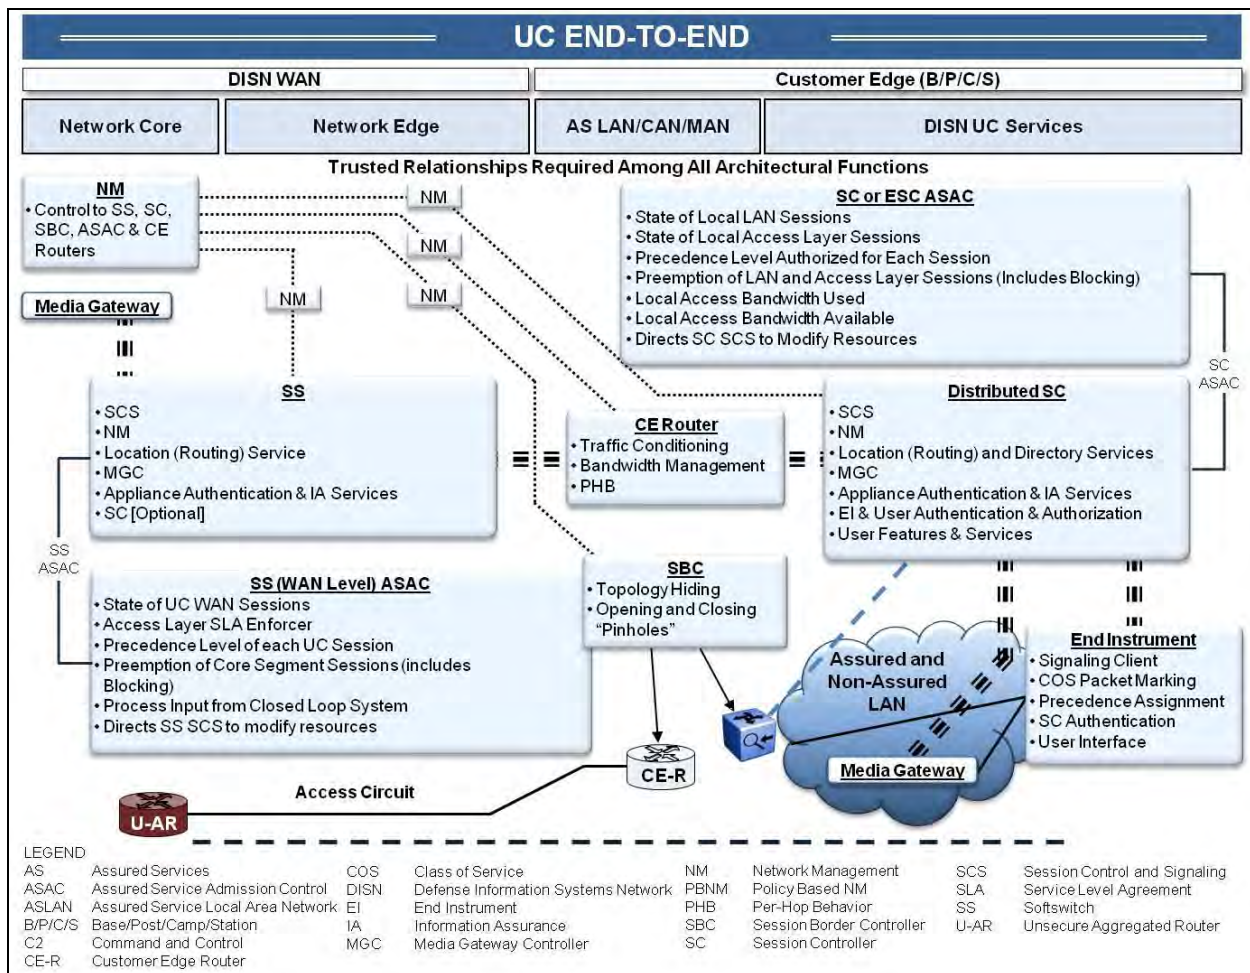 UC END-TO-END
DISN WAN
Customer Edge (B/P/C/S)
Network Core
Network Edge
AS LAN/CAN/MAN
DISN UC Services
Trusted Relationships Required Among All Architectural Functions
NM
• Control to SS, SC,
SBC, ASAC & CE
Routers
NM
NM
NM
NM
Media Gateway
SC or ESC ASAC
• State of Local LAN Sessions
• State of Local Access Layer Sessions
• Precedence Level Authorized for Each Session
• Preemption of LAN and Access Layer Sessions (Includes Blocking)
• Local Access Bandwidth Used
• Local Access Bandwidth Available
• Directs SC SCS to Modify Resources
SC
ASAC
SS
• SCS
• NM
• Location (Routing) Service
• MGC
• Appliance Authentication & IA Services
• SC [Optional]
CE Router
• Traffic Conditioning
• Bandwidth Management
• PHB
Distributed SC
• SCS
• NM
• Location (Routing) and Directory Services
• MGC
• Appliance Authentication & IA Services
• EI & User Authentication & Authorization
• User Features & Services
SS
ASAC
SS (WAN Level) ASAC
• State of UC WAN Sessions
• Access Layer SLA Enforcer
• Precedence Level of each UC Session
• Preemption of Core Segment Sessions (includes
Blocking)
• Process Input from Closed Loop System
• Directs SS SCS to modify resources
SBC
• Topology Hiding
• Opening and Closing
“Pinholes”
Assured and
Non-Assured
LAN
Media Gateway
End Instrument
• Signaling Client
• COS Packet Marking
• Precedence Assignment
• SC Authentication
• User Interface
CE-R
Access Circuit
U-AR
LEGEND
AS Assured Services
ASAC Assured Service Admission Control
ASLAN Assured Service Local Area Network
B/P/C/S Base/Post/Camp/Station
C2 Command and Control
CE-R Customer Edge Router
COS Class of Service
DISN Defense Information Systems Network
EI End Instrument
IA Information Assurance
MGC Media Gateway Controller
NM Network Management
PBNM Policy Based NM
PHB Per-Hop Behavior
SBC Session Border Controller
SC Session Controller
SCS Session Control and Signaling
SLA Service Level Agreement
SS Softswitch
U-AR Unsecure Aggregated Router